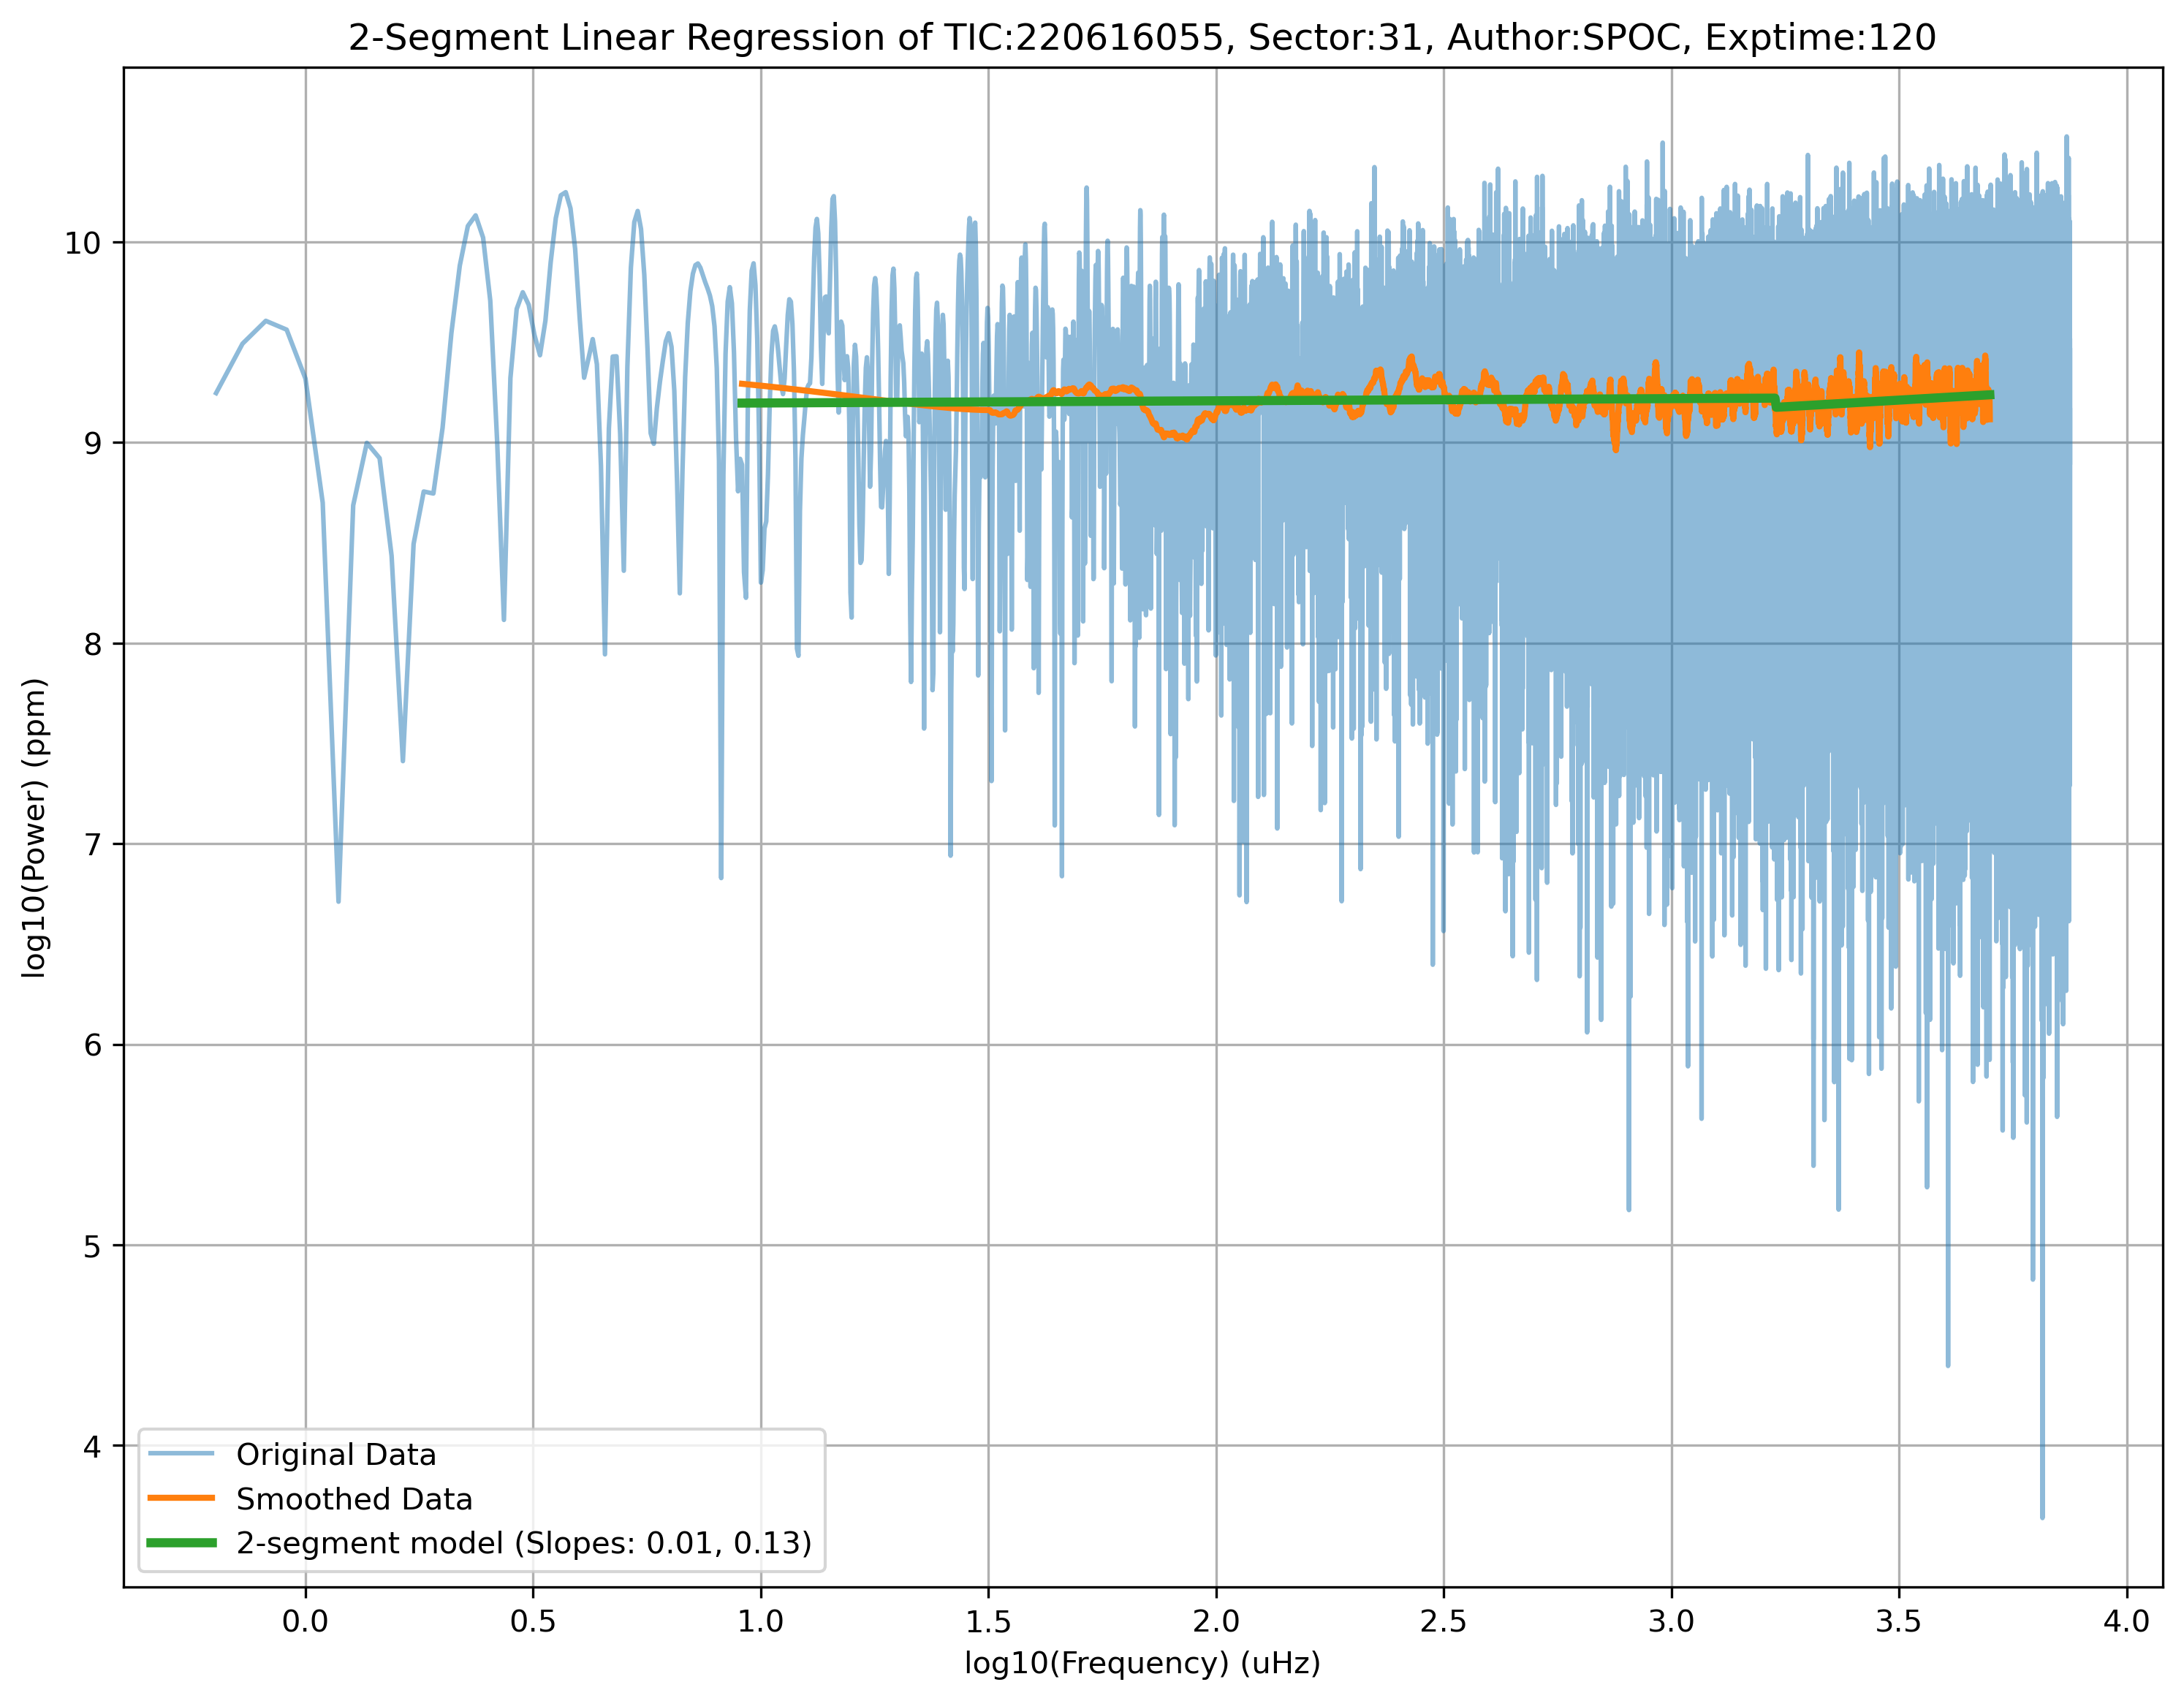 2-Segment Linear Regression of TIC:220616055, Sector:31, Author:SPOC, Exptime:120
log10(Power) (ppm)
10
9
8
7
6
5
4
Original Data
Smoothed Data
2-segment model (Slopes: 0.01, 0.13)
0.0 0.5 1.0 1.5 2.0 2.5 3.0 3.5 4.0
log10(Frequency) (uHz)